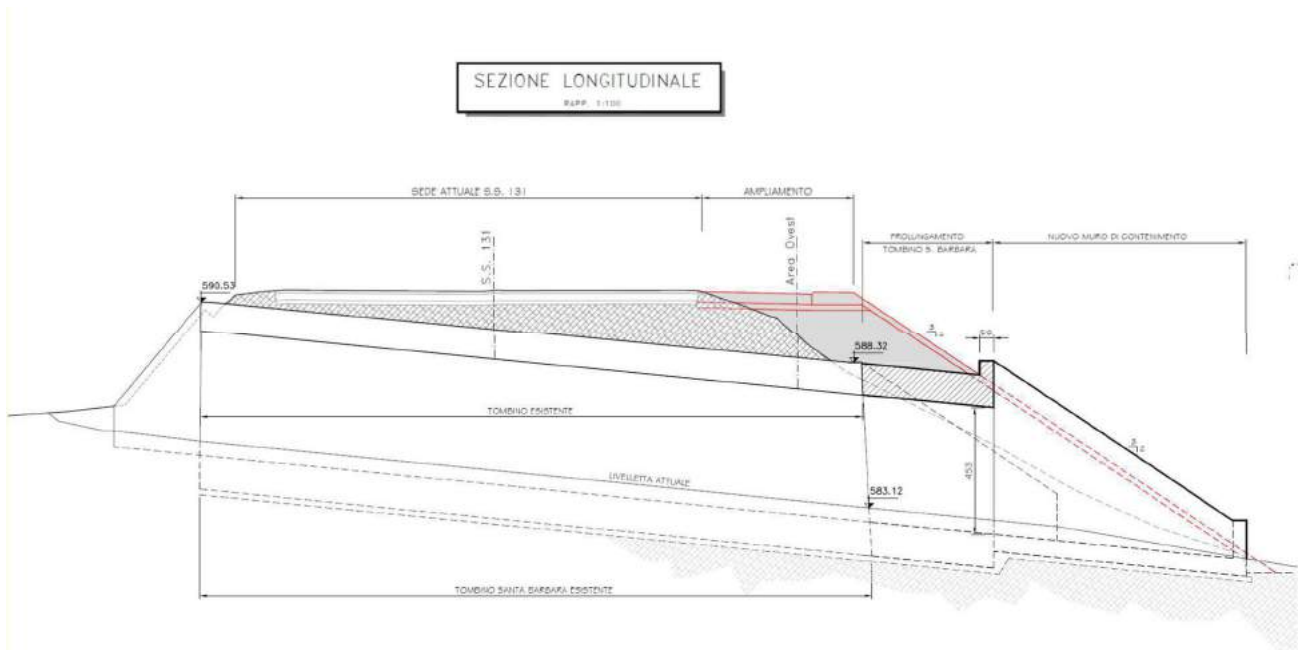 SEZIONE LONGITUDINALE
RAPP. 1:100
SEDE ATTUALE S.S. 131
AMPLIAMENTO
PROLUNGAMENTO
TOMBINO S. BARBARA
NUOVO MURO DI CONTENIMENTO
S.S. 131
Area Ovest
590.53
588.32
TOMBINO ESISTENTE
453
LIVELLETTA ATTUALE
583.12
TOMBINO SANTA BARBARA ESISTENTE